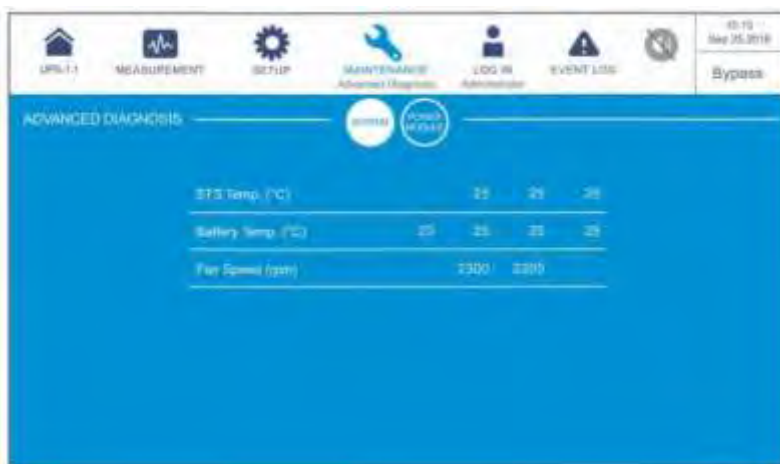 UPS-1-1
MEASUREMENT
SETUP
MAINTENANCE
Advanced Diagnosis
LOG IN
Administrator
EVENT LOG
Bypass
ADVANCED DIAGNOSIS
SYSTEM
POWER
MODULE
STS Temp. (°C) 25 25 25
Battery Temp. (°C) 25 25 25 25
Fan Speed (rpm) 2300 2300